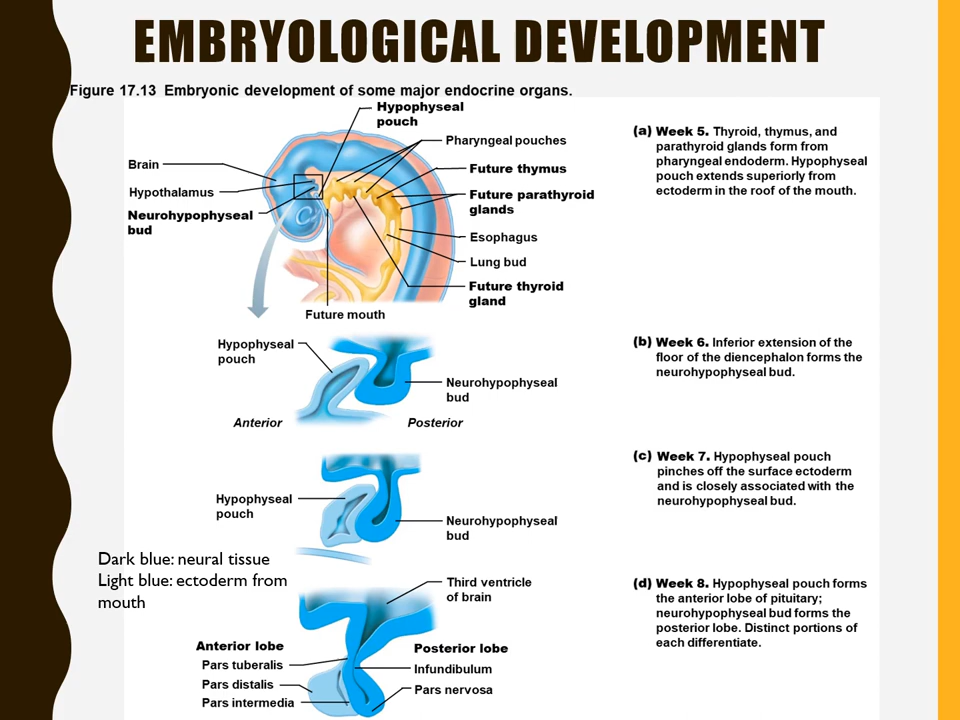 EMBRYOLOGICAL DEVELOPMENT
Figure 17.13 Embryonic development of some major endocrine organs.
Hypophyseal
pouch
Pharyngeal pouches
Brain
Future thymus
Hypothalamus
Future parathyroid
glands
Neurohypophyseal
bud
Esophagus
Lung bud
Future thyroid
gland
Future mouth
(a) Week 5. Thyroid, thymus, and
parathyroid glands form from
pharyngeal endoderm. Hypophyseal
pouch extends superiorly from
ectoderm in the roof of the mouth.
Hypophyseal
pouch
Neurohypophyseal
bud
Anterior
Posterior
(b) Week 6. Inferior extension of the
floor of the diencephalon forms the
neurohypophyseal bud.
Hypophyseal
pouch
Neurohypophyseal
bud
(c) Week 7. Hypophyseal pouch
pinches off the surface ectoderm
and is closely associated with the
neurohypophyseal bud.
Dark blue: neural tissue
Light blue: ectoderm from
mouth
Third ventricle
of brain
Anterior lobe
Pars tuberalis
Pars distalis
Pars intermedia
Posterior lobe
Infundibulum
Pars nervosa
(d) Week 8. Hypophyseal pouch forms
the anterior lobe of pituitary;
neurohypophyseal bud forms the
posterior lobe. Distinct portions of
each differentiate.